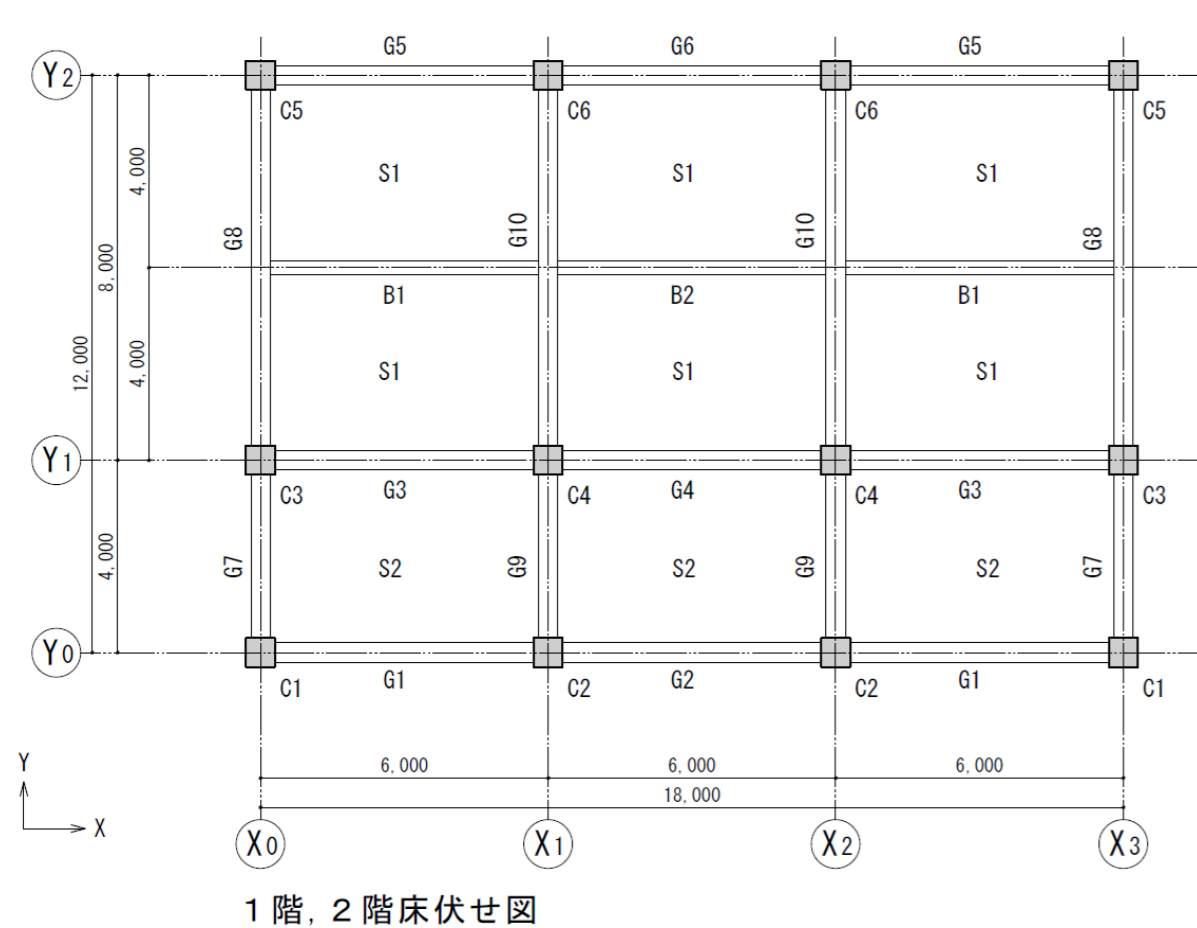 G5 G6 G5
Y2
C5 C6 C6 C5
4,000
S1 S1 S1
G8 G10 G10 G8
8,000
B1 B2 B1
12,000
4,000
S1 S1 S1
Y1
C3 G3 C4 G4 C4 G3 C3
4,000
G7 S2 G9 S2 G9 S2 G7
Y0
C1 G1 C2 G2 C2 G1 C1
6,000 6,000 6,000
18,000
Y
X
X0 X1 X2 X3
1階,2階床伏せ図